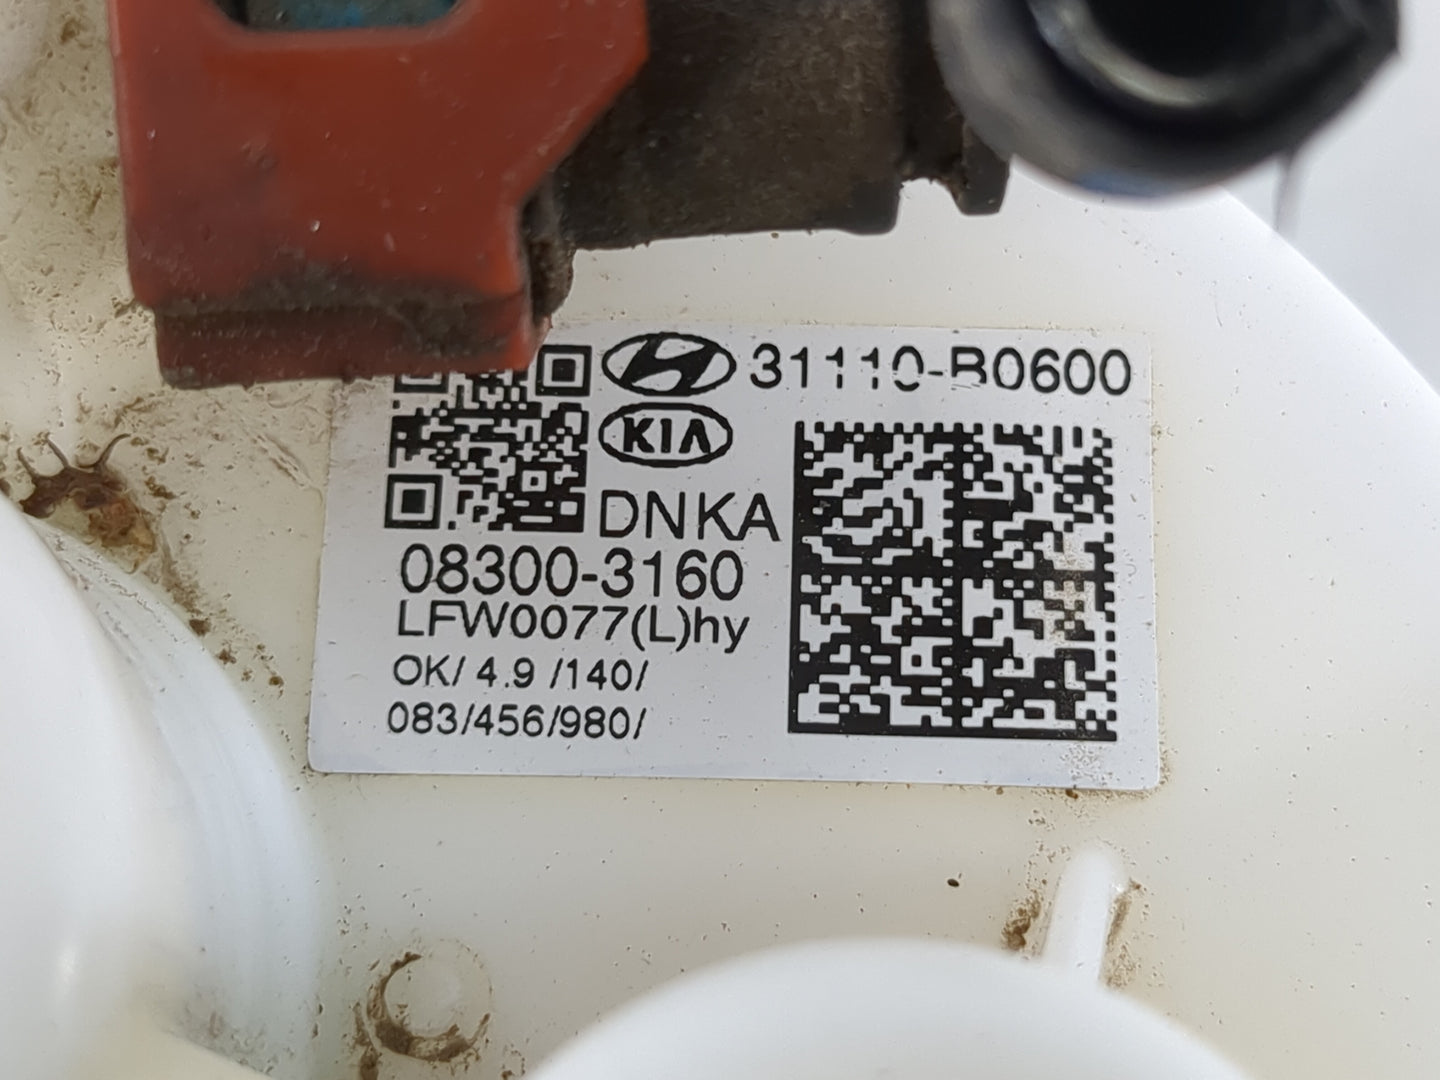 31110-B0600
KIA
DNKA
08300-3160
LFW0077(L)hy
OK/ 4.9 /140/
083/456/980/